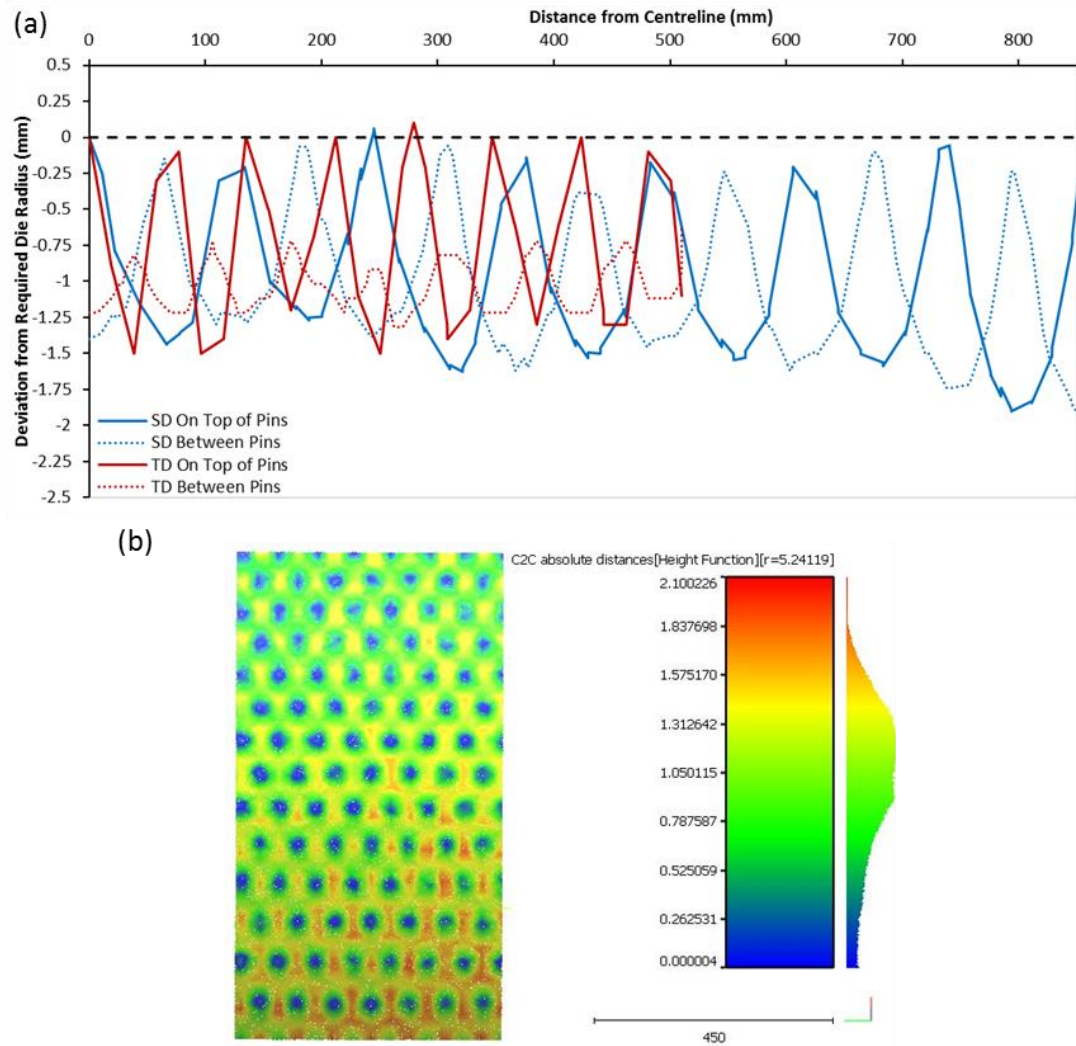 (a)
Distance from Centreline (mm)
0 100 200 300 400 500 600 700 800
Deviation from Required Die Radius (mm)
0.5
0.25
0
-0.25
-0.5
-0.75
-1
-1.25
-1.5
-1.75
-2
-2.25
-2.5
SD On Top of Pins
SD Between Pins
TD On Top of Pins
TD Between Pins
(b)
C2C absolute distances[Height Function][r=5.24119]
2.100226
1.837698
1.575170
1.312642
1.050115
0.787587
0.525059
0.262531
0.000004
450